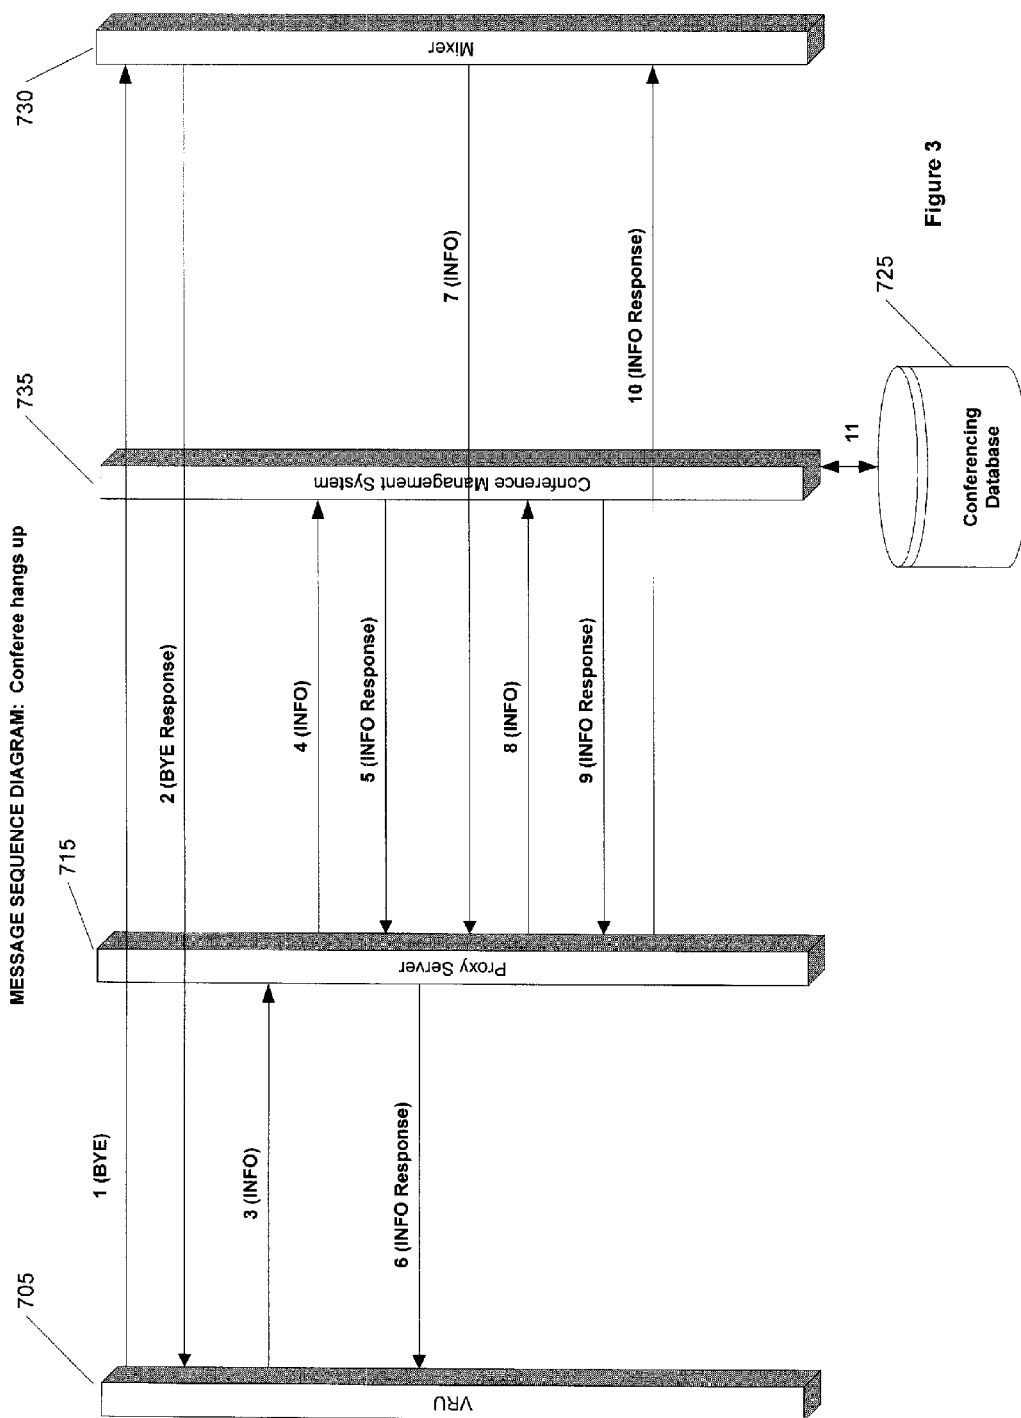 MESSAGE SEQUENCE DIAGRAM: Conferee hangs up
705
715
735
730
VRU
Proxy Server
Conference Management System
Mixer
1 (BYE)
2 (BYE Response)
3 (INFO)
4 (INFO)
5 (INFO Response)
6 (INFO Response)
7 (INFO)
8 (INFO)
9 (INFO Response)
10 (INFO Response)
11
725
Conferencing
Database
Figure 3